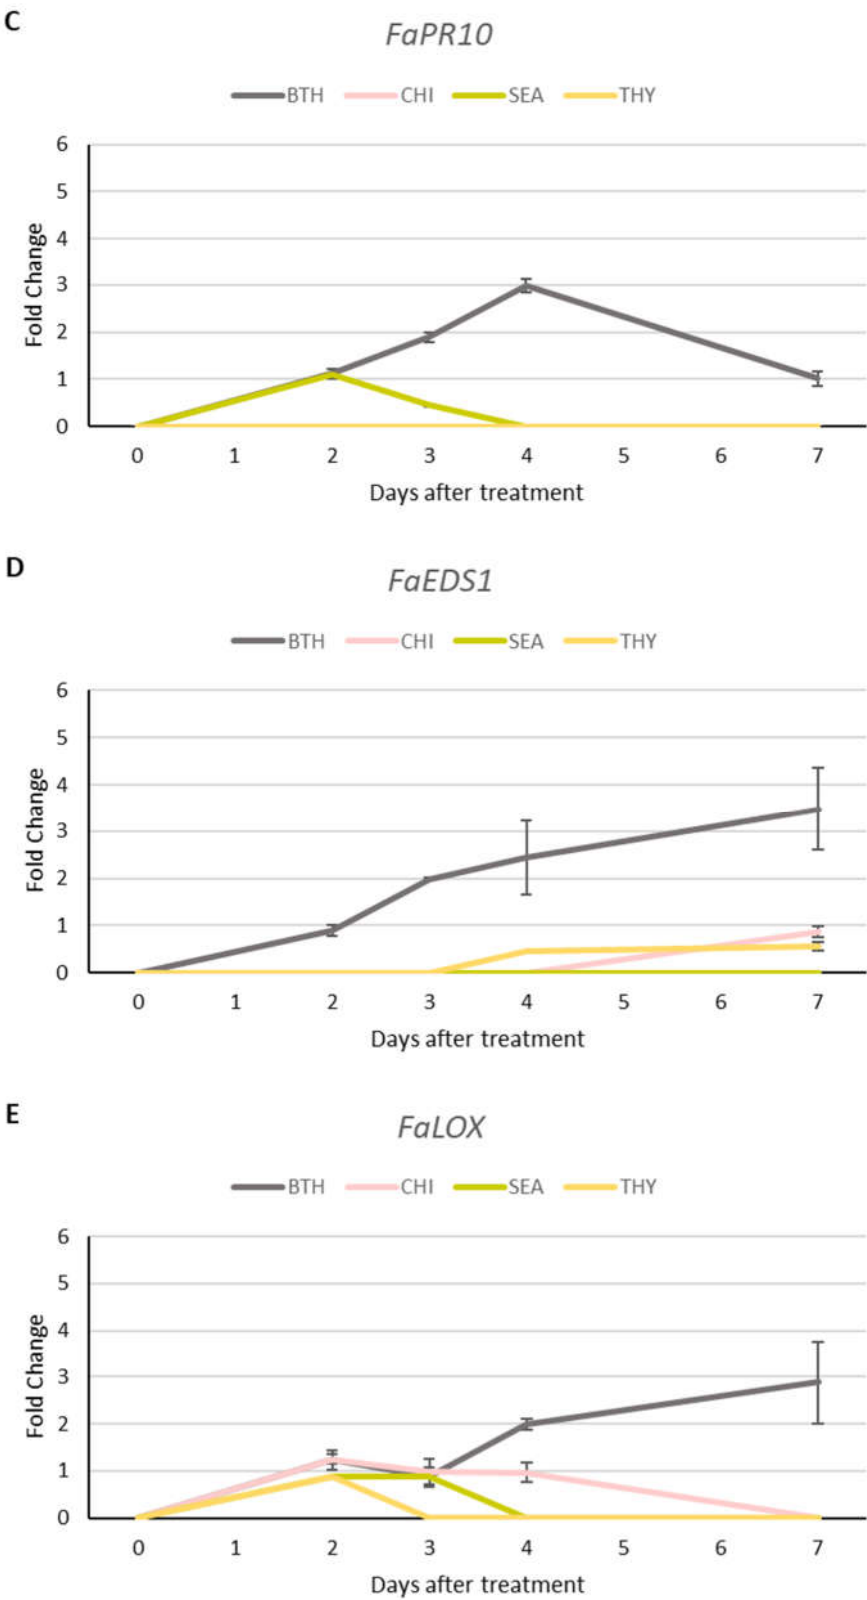 C
FaPR10
BTH CHI SEA THY
6
5
4
3
2
1
0
Fold Change
0 1 2 3 4 5 6 7
Days after treatment
D
FaEDS1
BTH CHI SEA THY
6
5
4
3
2
1
0
Fold Change
0 1 2 3 4 5 6 7
Days after treatment
E
FaLOX
BTH CHI SEA THY
6
5
4
3
2
1
0
Fold Change
0 1 2 3 4 5 6 7
Days after treatment